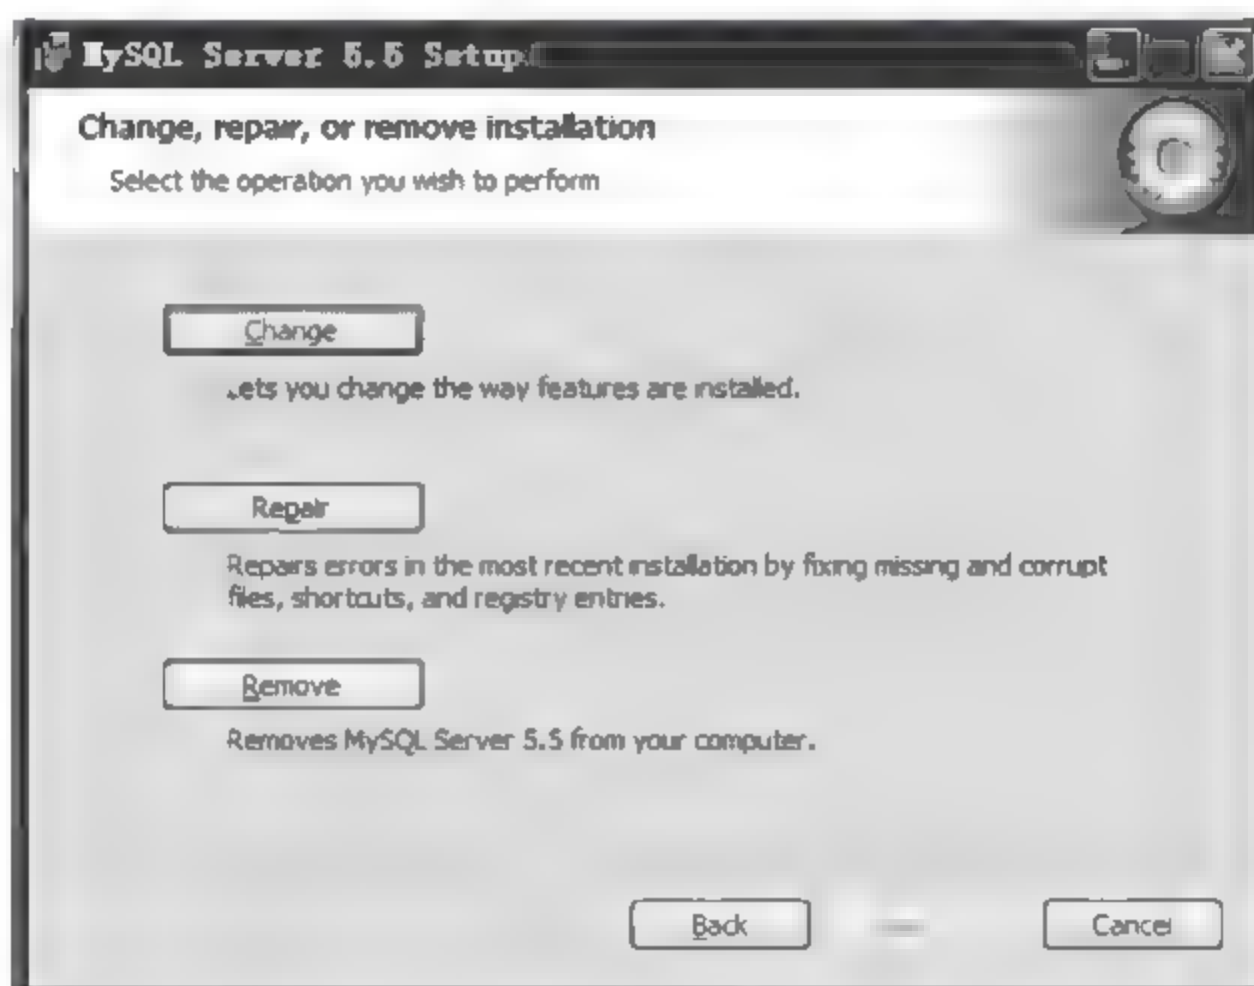 MySQL Server 5.5 Setup
Change, repair, or remove installation
Select the operation you wish to perform
Change
Lets you change the way features are installed.
Repair
Repairs errors in the most recent installation by fixing missing and corrupt
files, shortcuts, and registry entries.
Remove
Removes MySQL Server 5.5 from your computer.
Back
Cancel